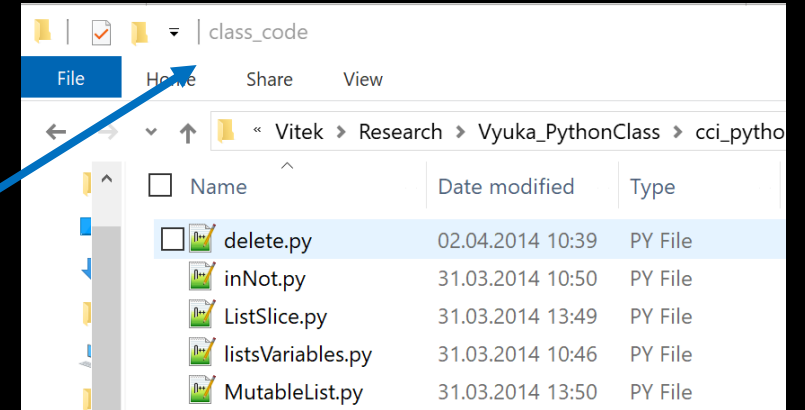 class_code
File Home Share View
« Vitek > Research > Vyuka_PythonClass > cci_pytho
Name Date modified Type
delete.py 02.04.2014 10:39 PY File
inNot.py 31.03.2014 10:50 PY File
ListSlice.py 31.03.2014 13:49 PY File
listsVariables.py 31.03.2014 10:46 PY File
MutableList.py 31.03.2014 13:50 PY File